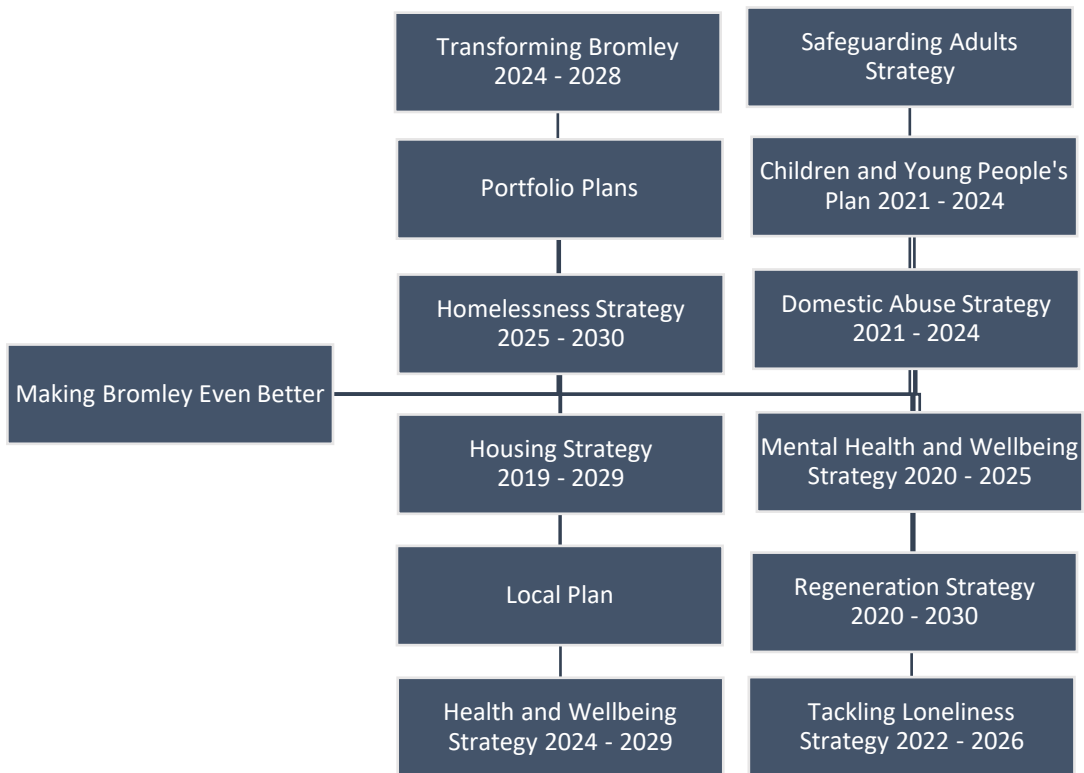 Making Bromley Even Better
Transforming Bromley
2024 - 2028
Portfolio Plans
Homelessness Strategy
2025 - 2030
Housing Strategy
2019 - 2029
Local Plan
Health and Wellbeing
Strategy 2024 - 2029
Safeguarding Adults
Strategy
Children and Young People's
Plan 2021 - 2024
Domestic Abuse Strategy
2021 - 2024
Mental Health and Wellbeing
Strategy 2020 - 2025
Regeneration Strategy
2020 - 2030
Tackling Loneliness
Strategy 2022 - 2026